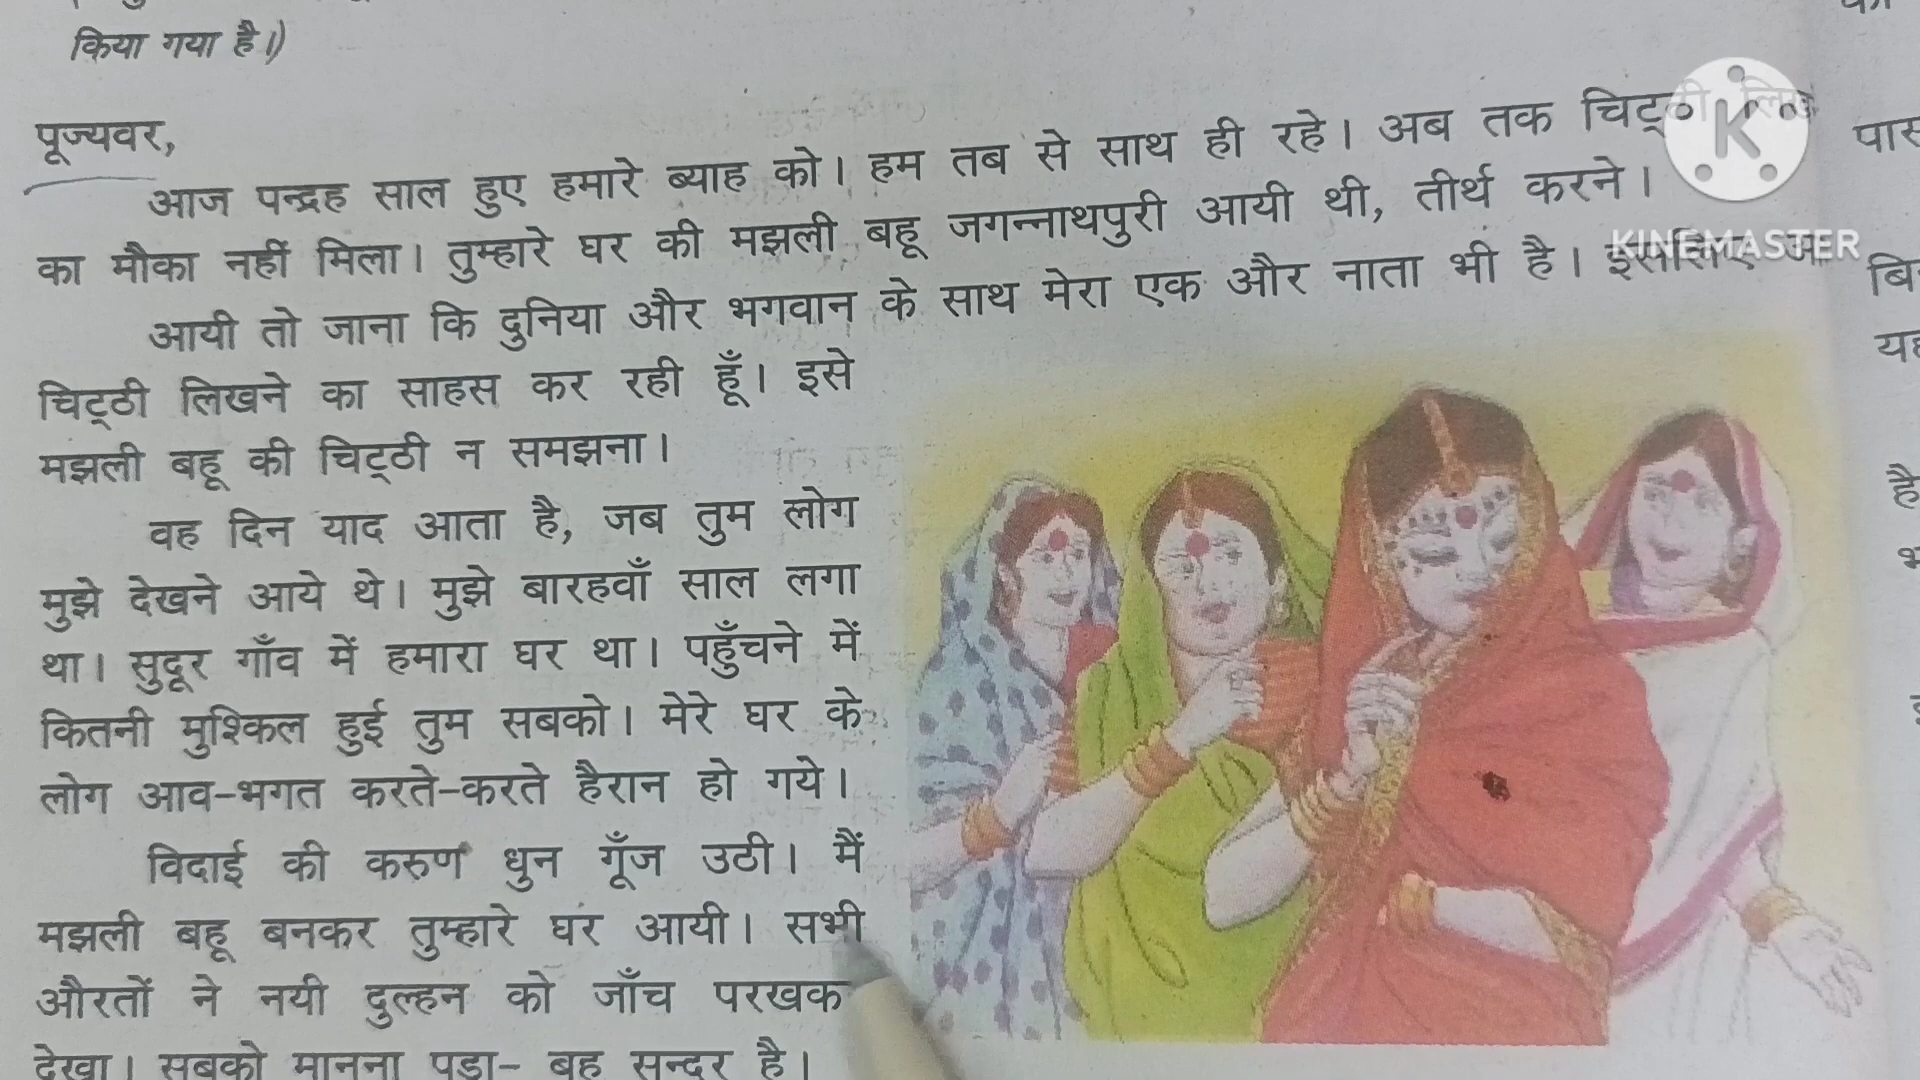 किया गया है।)
पूज्यवर,
आज पन्द्रह साल हुए हमारे ब्याह को। हम तब से साथ ही रहे। अब तक चिट्ठी
का मौका नहीं मिला। तुम्हारे घर की मझली बहू जगन्नाथपुरी आयी थी, तीर्थ करने।
आयी तो जाना कि दुनिया और भगवान के साथ मेरा एक और नाता भी है। इसलिए
चिट्ठी लिखने का साहस कर रही हूँ। इसे
मझली बहू की चिट्ठी न समझना।
वह दिन याद आता है, जब तुम लोग
मुझे देखने आये थे। मुझे बारहवाँ साल लगा
था। सुदूर गाँव में हमारा घर था। पहुँचने में
कितनी मुश्किल हुई तुम सबको। मेरे घर के
लोग आव-भगत करते-करते हैरान हो गये।
विदाई की करुण धुन गूँज उठी। मैं
मझली बहू बनकर तुम्हारे घर आयी। सभी
औरतों ने नयी दुल्हन को जाँच परखक
देखा। सबको मानना पड़ा- बहू सुन्दर है।
पास
K
KINEMASTER